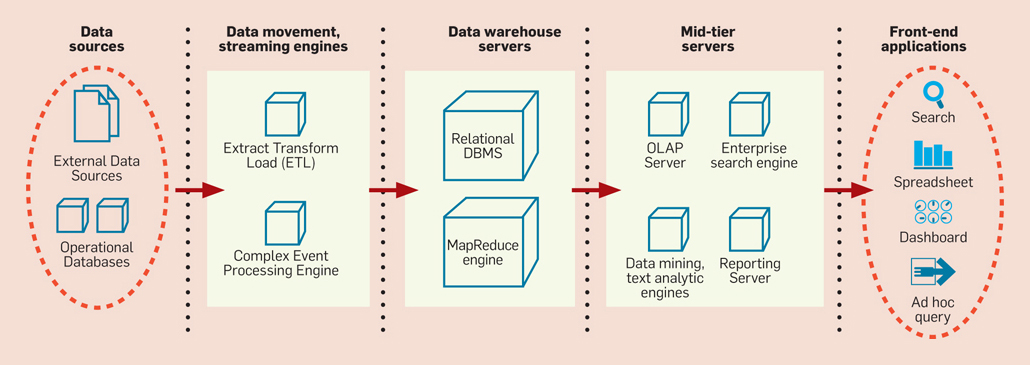 Data
sources
Data movement,
streaming engines
Data warehouse
servers
Mid-tier
servers
Front-end
applications
External Data
Sources
Operational
Databases
Extract Transform
Load (ETL)
Complex Event
Processing Engine
Relational
DBMS
MapReduce
engine
OLAP
Server
Enterprise
search engine
Data mining,
text analytic
engines
Reporting
Server
Search
Spreadsheet
Dashboard
Ad hoc
query